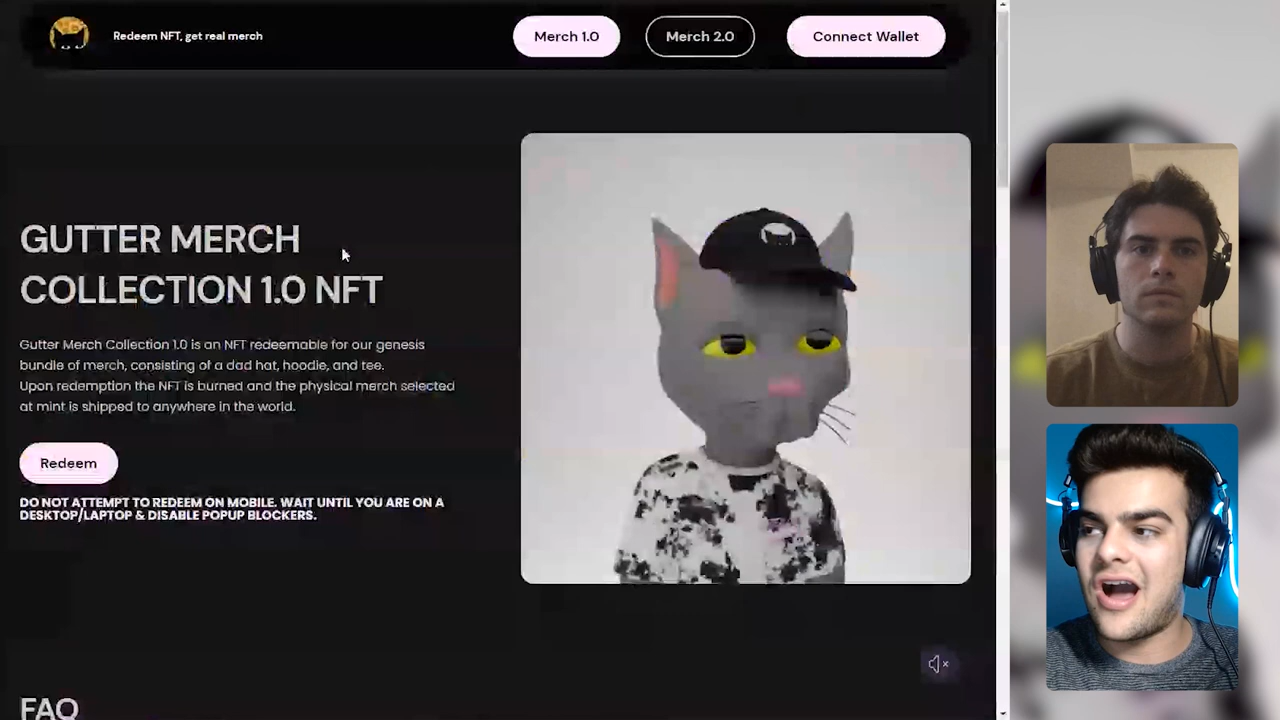 Redeem NFT, get real merch
Merch 1.0
Merch 2.0
Connect Wallet
GUTTER MERCH
COLLECTION 1.0 NFT
Gutter Merch Collection 1.0 is an NFT redeemable for our genesis
bundle of merch, consisting of a dad hat, hoodie, and tee.
Upon redemption the NFT is burned and the physical merch selected
at mint is shipped to anywhere in the world.
Redeem
DO NOT ATTEMPT TO REDEEM ON MOBILE. WAIT UNTIL YOU ARE ON A
DESKTOP/LAPTOP & DISABLE POPUP BLOCKERS.
FAQ